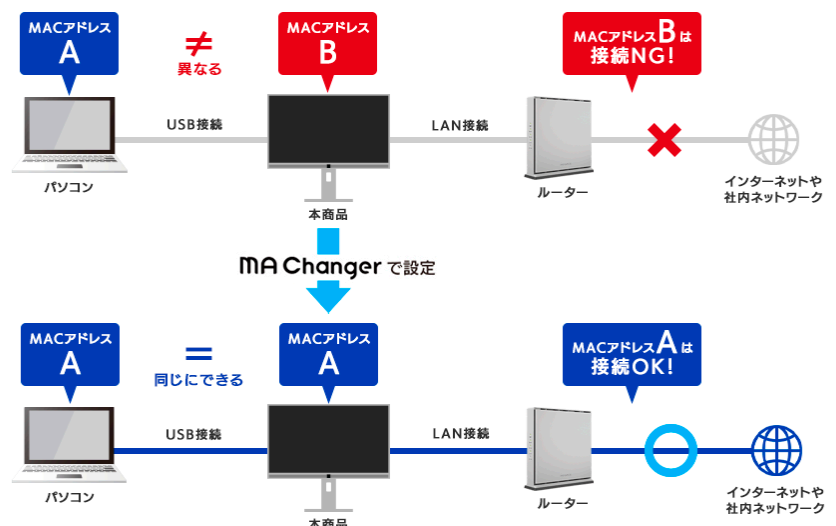 MACアドレス
A
≠
異なる
MACアドレス
B
MACアドレスBは
接続NG!
USB接続
LAN接続
パソコン
本商品
ルーター
インターネットや
社内ネットワーク
MA Changerで設定
MACアドレス
A
=
同じにできる
MACアドレス
A
MACアドレスAは
接続OK!
USB接続
LAN接続
パソコン
本商品
ルーター
インターネットや
社内ネットワーク